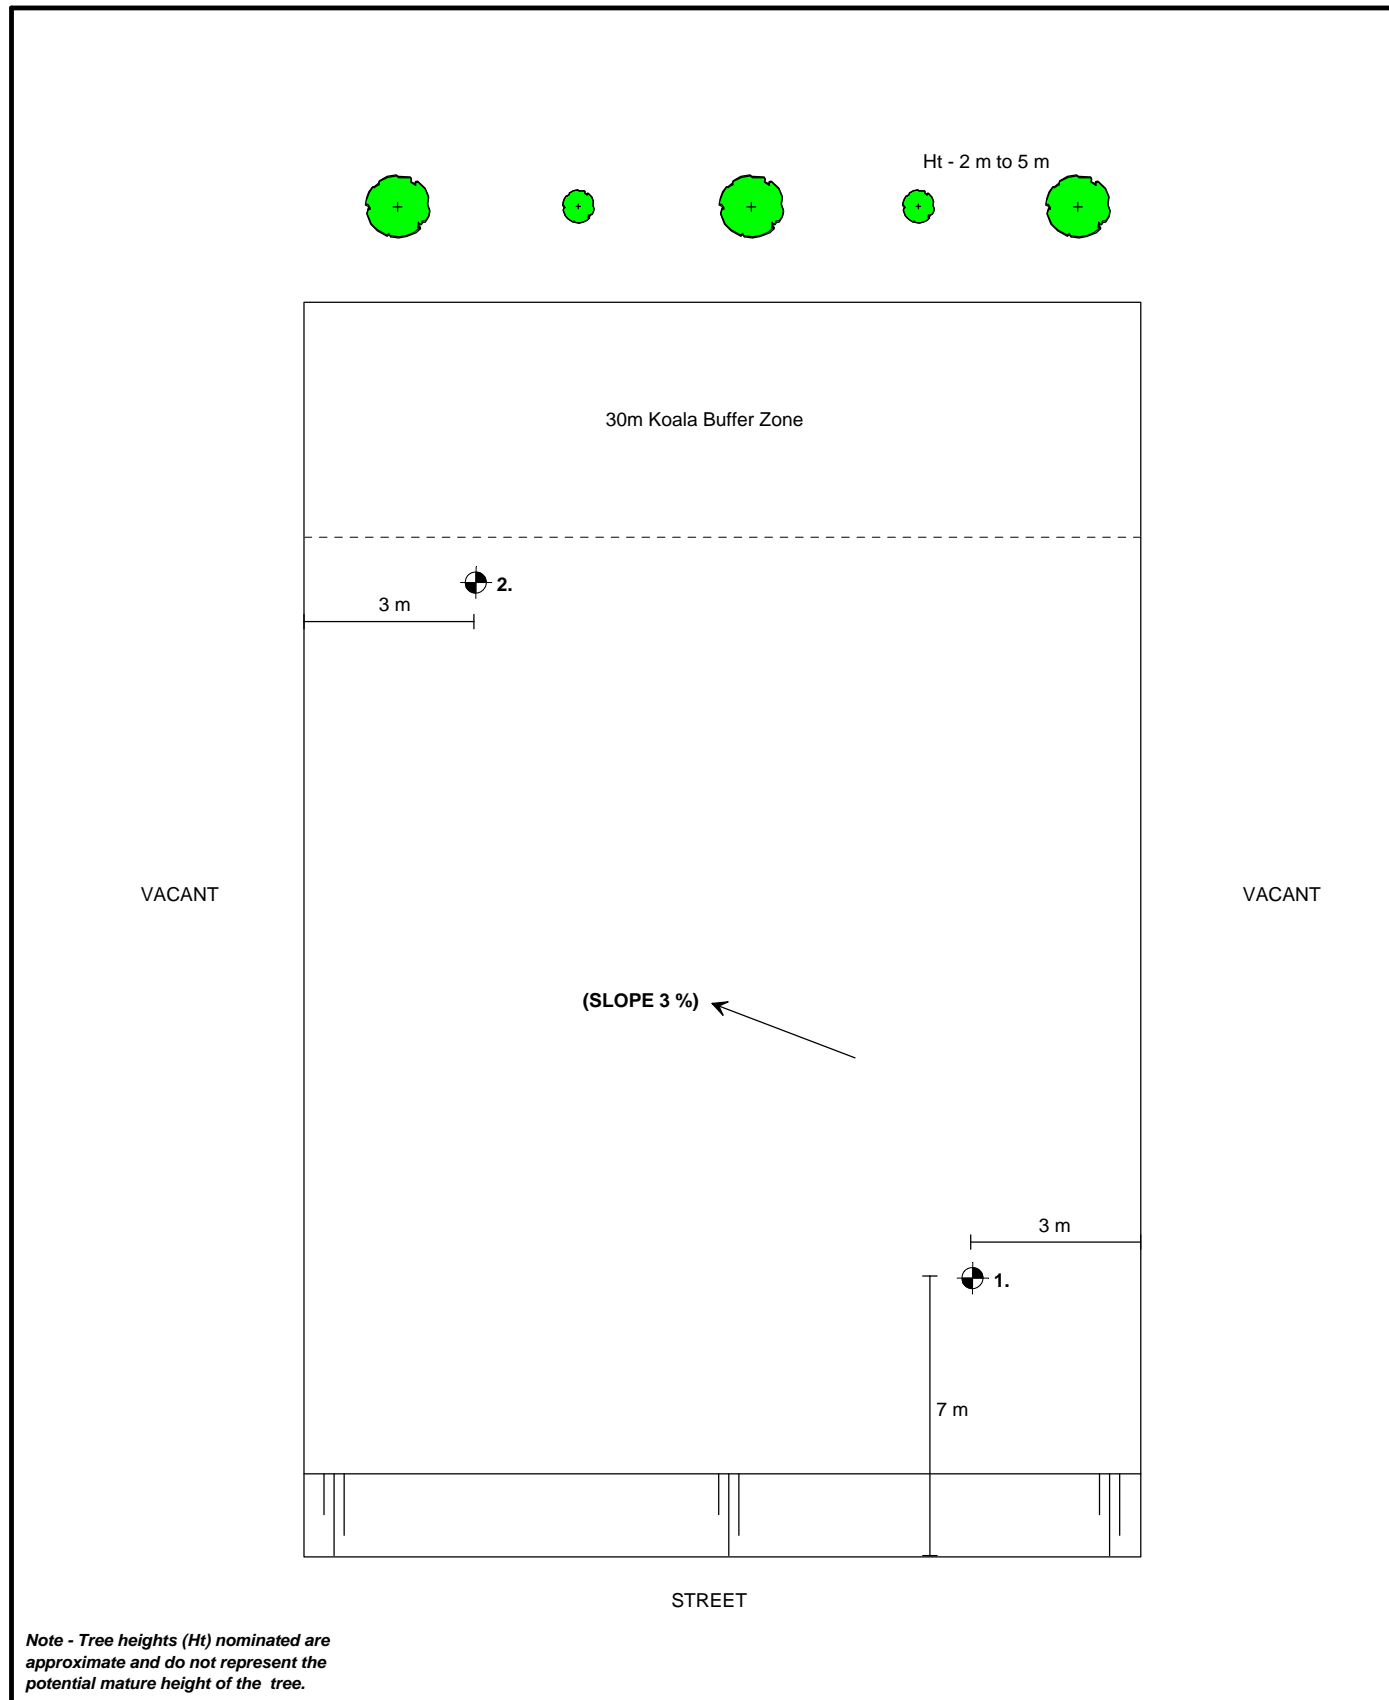 Ht - 2 m to 5 m
30m Koala Buffer Zone
2.
3 m
VACANT
VACANT
(SLOPE 3 %)
3 m
1.
7 m
STREET
Note - Tree heights (Ht) nominated are
approximate and do not represent the
potential mature height of the tree.